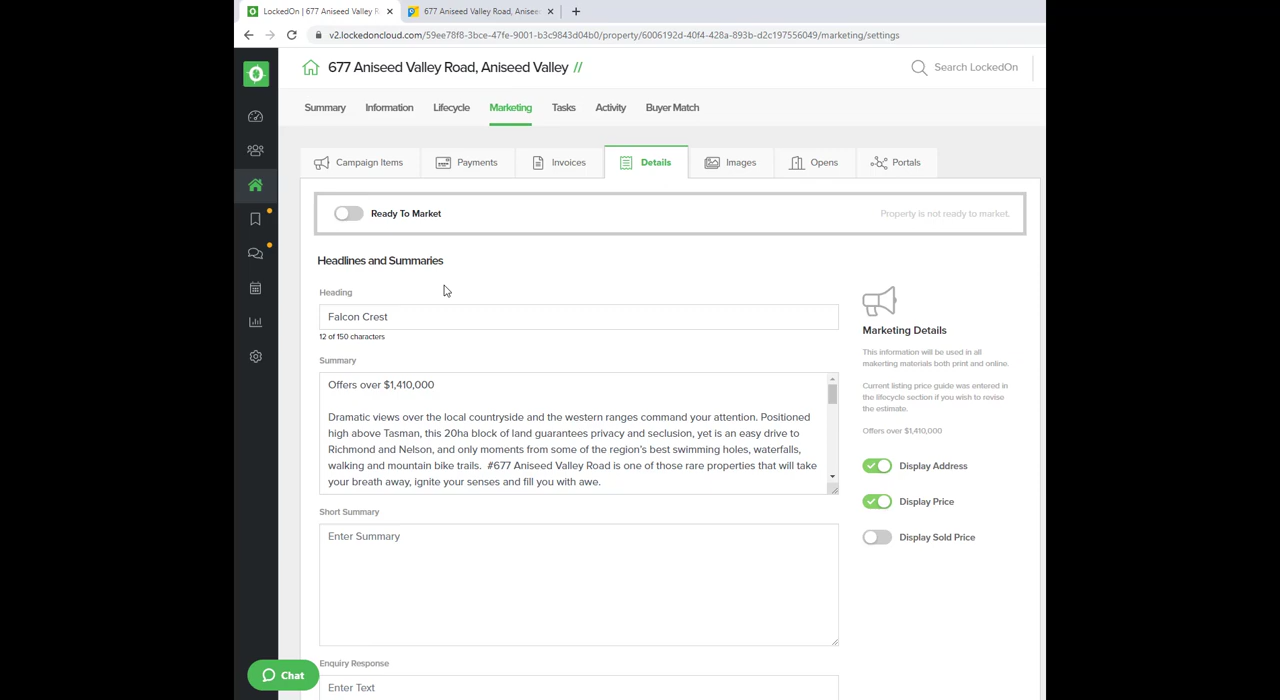 LockedOn | 677 Aniseed Valley R
677 Aniseed Valley Road, Anisee
v2.lockedoncloud.com/59ee78f8-3bce-47fe-9001-b3c9843d04b0/property/6006192d-40f4-428a-893b-d2c197556049/marketing/settings
677 Aniseed Valley Road, Aniseed Valley //
Search LockedOn
Summary Information Lifecycle Marketing Tasks Activity Buyer Match
Campaign Items Payments Invoices Details Images Opens Portals
Ready To Market
Property is not ready to market.
Headlines and Summaries
Heading
Falcon Crest
12 of 150 characters
Summary
Offers over $1,410,000
Dramatic views over the local countryside and the western ranges command your attention. Positioned
high above Tasman, this 20ha block of land guarantees privacy and seclusion, yet is an easy drive to
Richmond and Nelson, and only moments from some of the region's best swimming holes, waterfalls,
walking and mountain bike trails. #677 Aniseed Valley Road is one of those rare properties that will take
your breath away, ignite your senses and fill you with awe.
Short Summary
Enter Summary
Enquiry Response
Enter Text
Marketing Details
This information will be used in all
makerting materials both print and online.
Current listing price guide was entered in
the lifecycle section if you wish to revise
the estimate.
Offers over $1,410,000
Display Address
Display Price
Display Sold Price
Chat